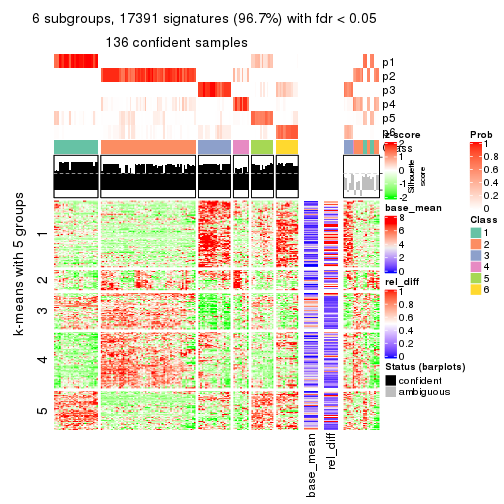 6 subgroups, 17391 signatures (96.7%) with fdr < 0.05
136 confident samples
p1
p2
p3
p4
p5
p6
Class
Silhouette
score
k-means with 5 groups
1
2
3
4
5
base_mean
rel_diff
z-score
2
1
0
-1
-2
base_mean
8
6
4
2
0
rel_diff
1
0.8
0.6
0.4
0.2
0
Status (barplots)
confident
ambiguous
Prob
1
0.8
0.6
0.4
0.2
0
Class
1
2
3
4
5
6